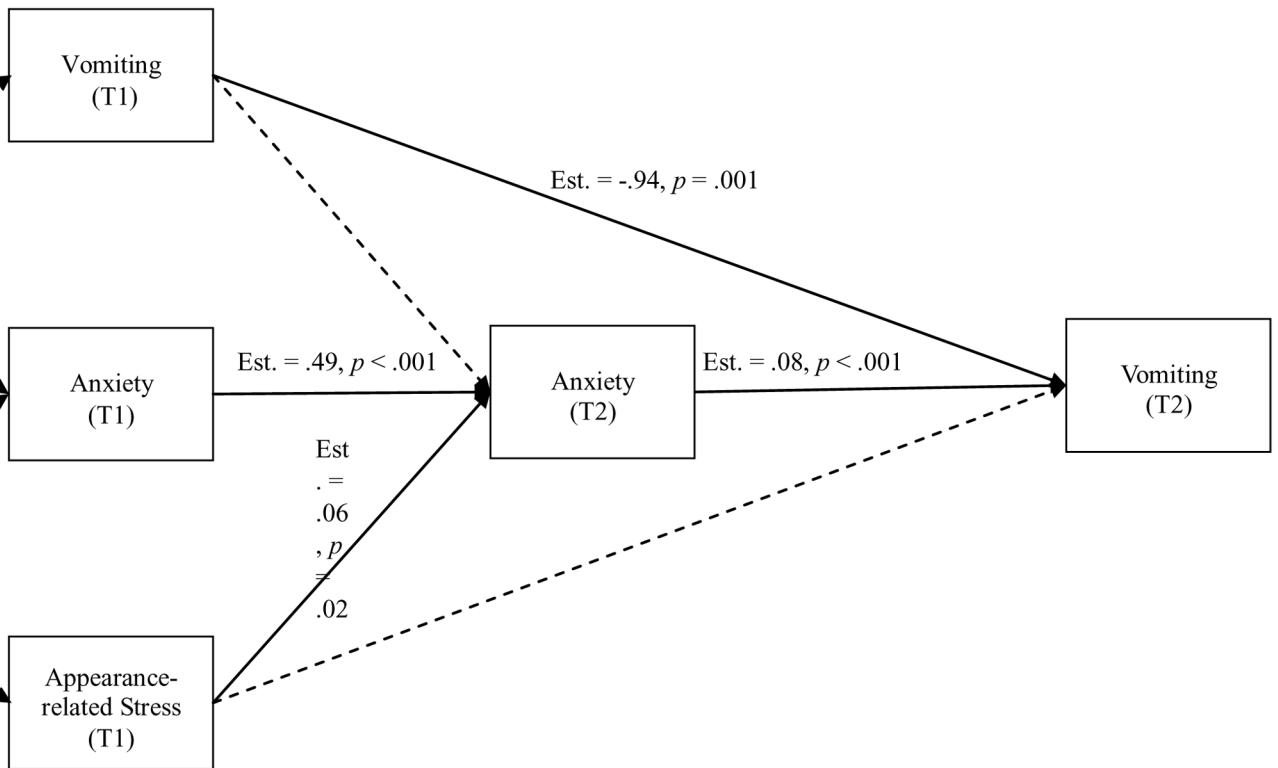 Vomiting
(T1)
Est. = -.94, p = .001
Anxiety
(T1)
Est. = .49, p < .001
Anxiety
(T2)
Est. = .08, p < .001
Vomiting
(T2)
Est
. =
.06
, p
=
.02
Appearance-
related Stress
(T1)